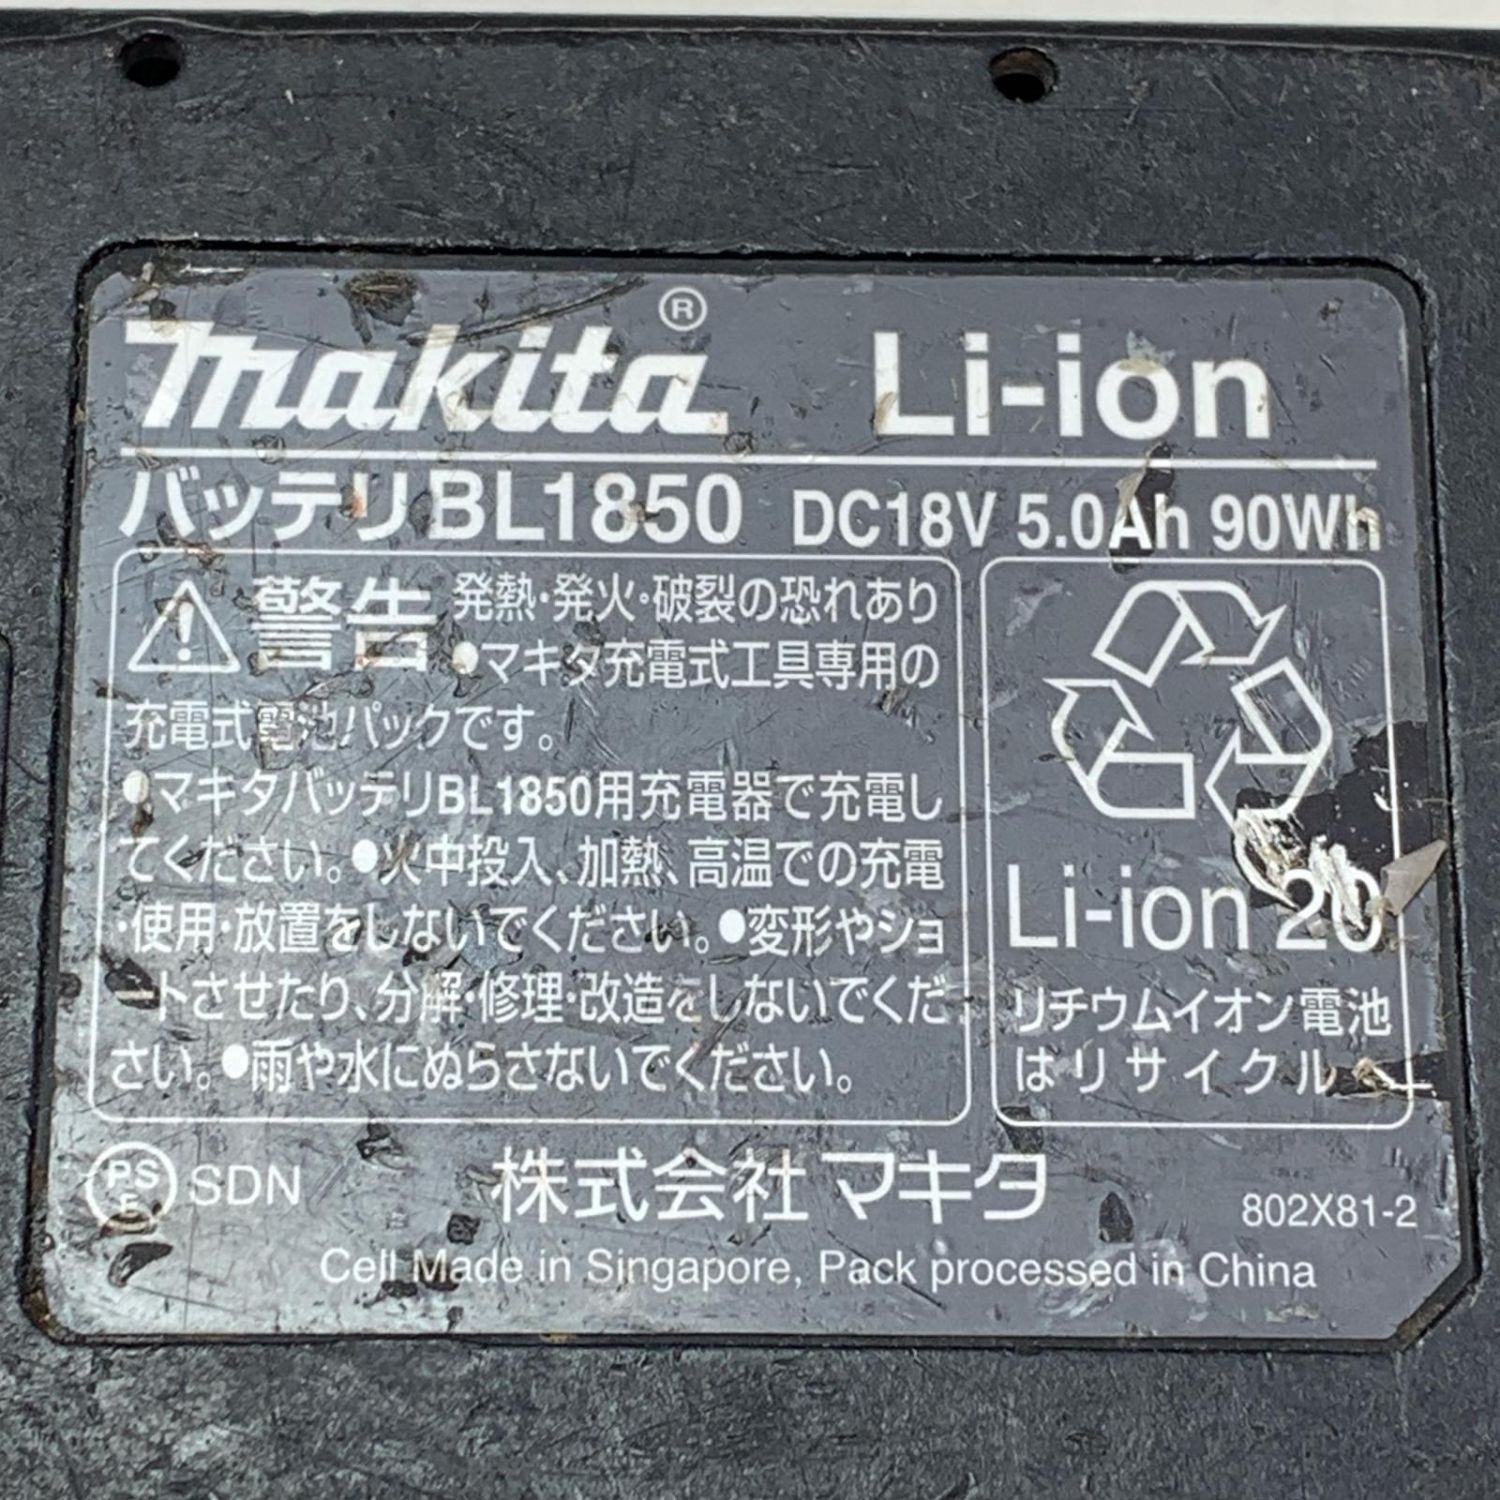 makita® Li-ion
バッテリBL1850 DC18V 5.0Ah 90Wh
警告 発熱・発火・破裂の恐れあり
●マキタ充電式工具専用の
充電式電池パックです。
●マキタバッテリBL1850用充電器で充電し
てください。●火中投入、加熱、高温での充電
・使用・放置をしないでください。●変形やショ
ートさせたり、分解・修理・改造をしないでくだ
さい。●雨や水にぬらさないでください。
Li-ion 20
リチウムイオン電池
はリサイクル
PS
E SDN
株式会社マキタ
802X81-2
Cell Made in Singapore, Pack processed in China